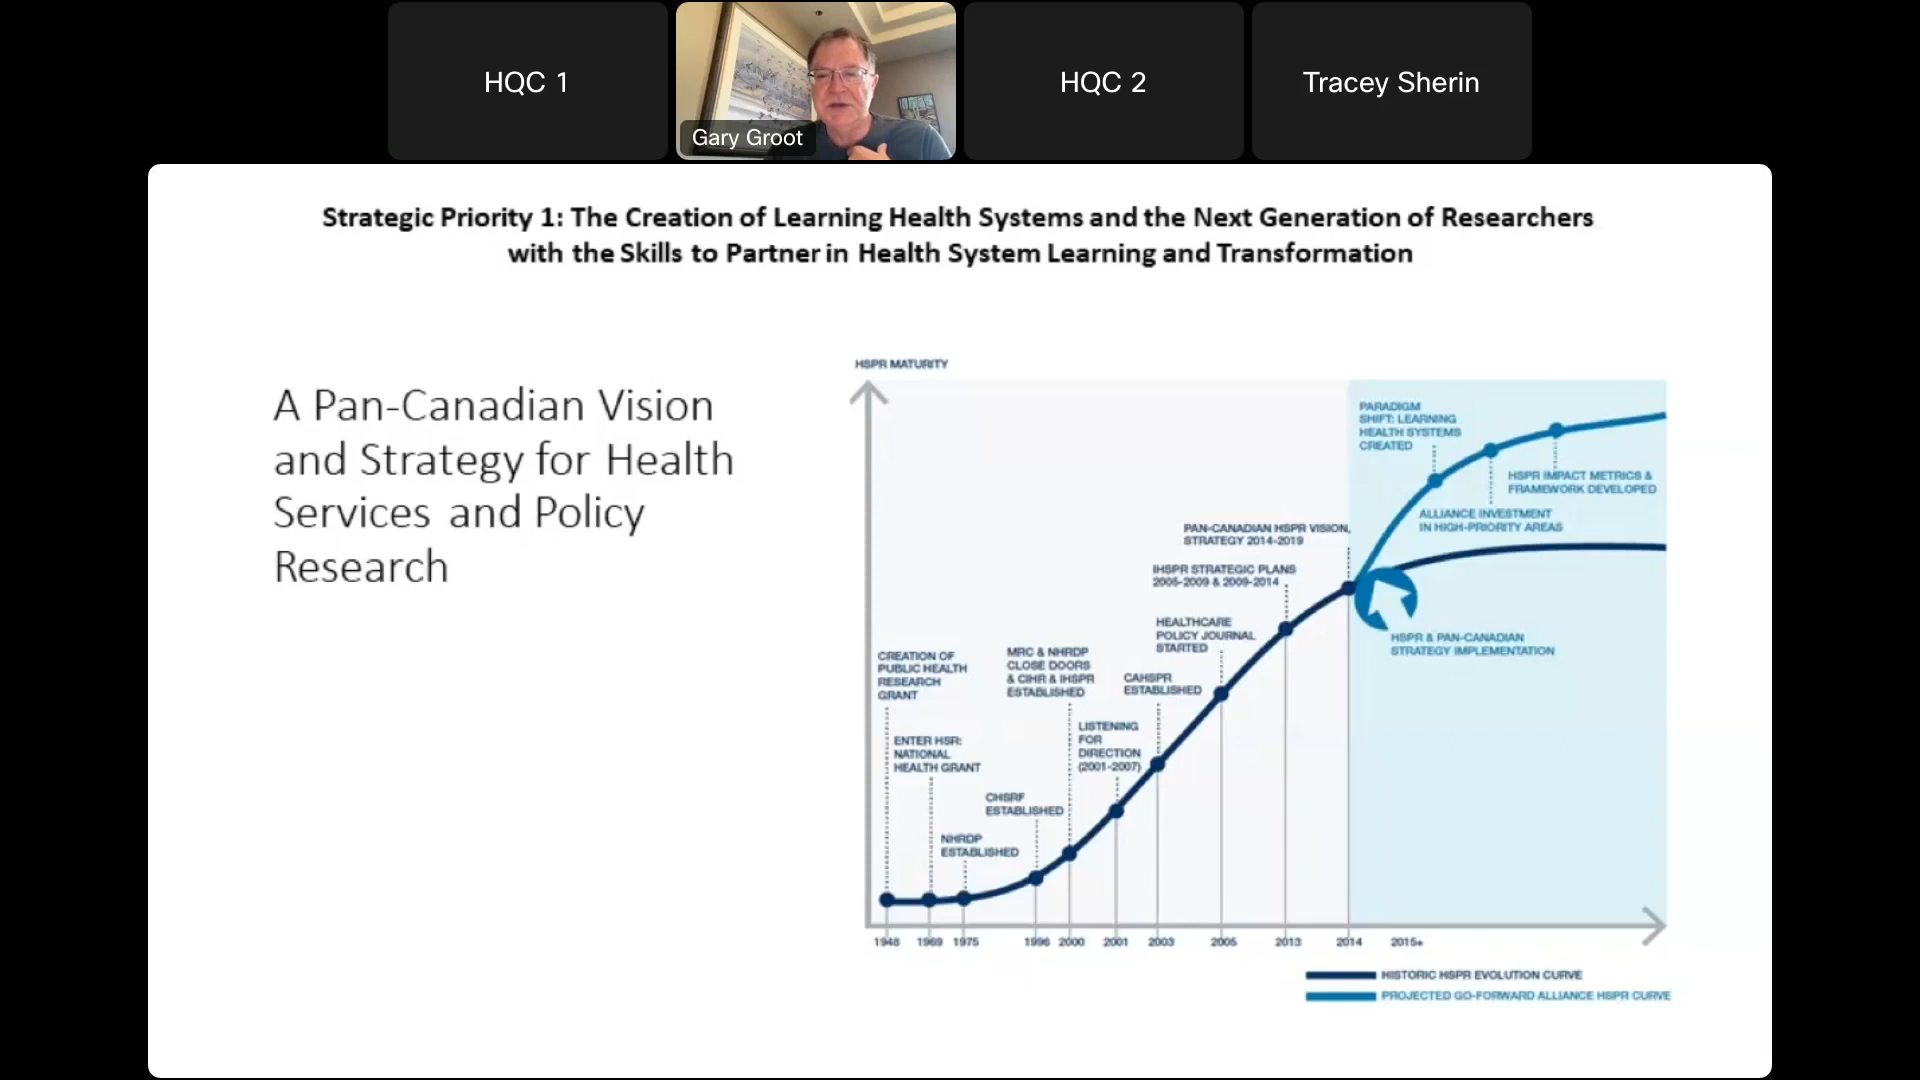 HQC 1
Gary Groot
HQC 2
Tracey Sherin
Strategic Priority 1: The Creation of Learning Health Systems and the Next Generation of Researchers
with the Skills to Partner in Health System Learning and Transformation
A Pan-Canadian Vision
and Strategy for Health
Services and Policy
Research
HSPR MATURITY
PARADIGM
SHIFT: LEARNING
HEALTH SYSTEMS
CREATED
HSPR IMPACT METRICS &
FRAMEWORK DEVELOPED
ALLIANCE INVESTMENT
IN HIGH-PRIORITY AREAS
PAN-CANADIAN HSPR VISION,
STRATEGY 2014-2019
IHSPR STRATEGIC PLANS
2005-2009 & 2009-2014
HEALTHCARE
POLICY JOURNAL
STARTED
HSPR & PAN-CANADIAN
STRATEGY IMPLEMENTATION
CREATION OF
PUBLIC HEALTH
RESEARCH
GRANT
MRC & NHRDP
CLOSE DOORS
& CIHR & IHSPR
ESTABLISHED
CAHSPR
ESTABLISHED
LISTENING
FOR
DIRECTION
(2001-2007)
ENTER HSR:
NATIONAL
HEALTH GRANT
CHSRF
ESTABLISHED
NHRDP
ESTABLISHED
1948 1969 1975 1996 2000 2001 2003 2005 2013 2014 2015+
HISTORIC HSPR EVOLUTION CURVE
PROJECTED GO-FORWARD ALLIANCE HSPR CURVE